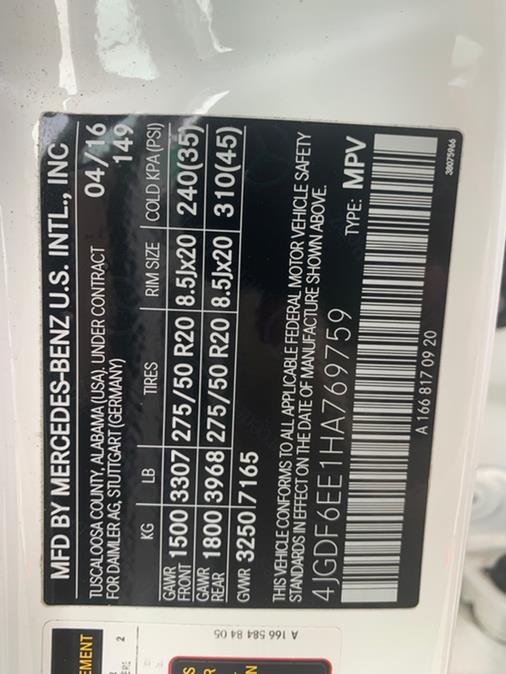 MFD BY MERCEDES-BENZ U.S. INTL., INC
TUSCALOOSA COUNTY, ALABAMA (USA), UNDER CONTRACT 04/16
FOR DAIMLER AG, STUTTGART (GERMANY) 149
KG LB TIRES RIM SIZE COLD KPA (PSI)
GAWR FRONT 1500 3307 275/50 R20 8.5Jx20 240(35)
GAWR REAR 1800 3968 275/50 R20 8.5Jx20 310(45)
GWR 3250 7165
THIS VEHICLE CONFORMS TO ALL APPLICABLE FEDERAL MOTOR VEHICLE SAFETY
STANDARDS IN EFFECT ON THE DATE OF MANUFACTURE SHOWN ABOVE.
4JGDF6EE1HA769759 TYPE: MPV
A 166 817 09 20
38075966
A 166 584 84 05
EMENT
2